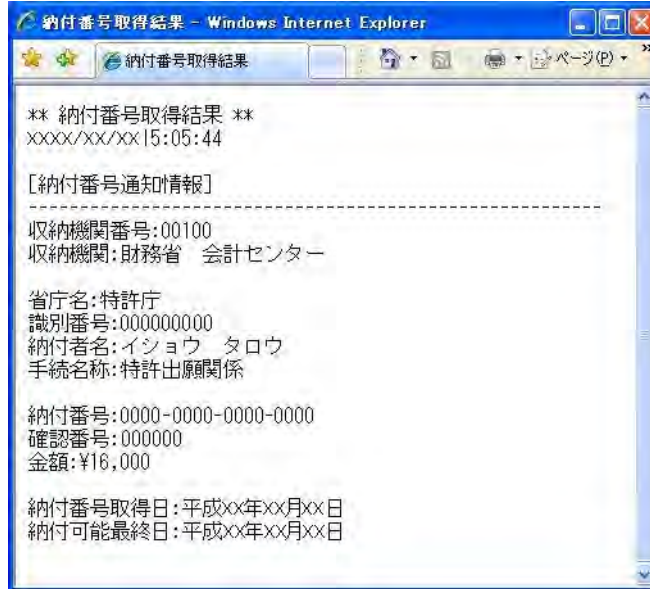 納付番号取得結果 - Windows Internet Explorer
納付番号取得結果
ページ(P)
** 納付番号取得結果 **
XXXX/XX/XX15:05:44
[納付番号通知情報]
------------------------------------------------------------
収納機関番号:00100
収納機関:財務省　会計センター
省庁名:特許庁
識別番号:000000000
納付者名:イショウ　タロウ
手続名称:特許出願関係
納付番号:0000-0000-0000-0000
確認番号:000000
金額:¥16,000
納付番号取得日:平成XX年XX月XX日
納付可能最終日:平成XX年XX月XX日